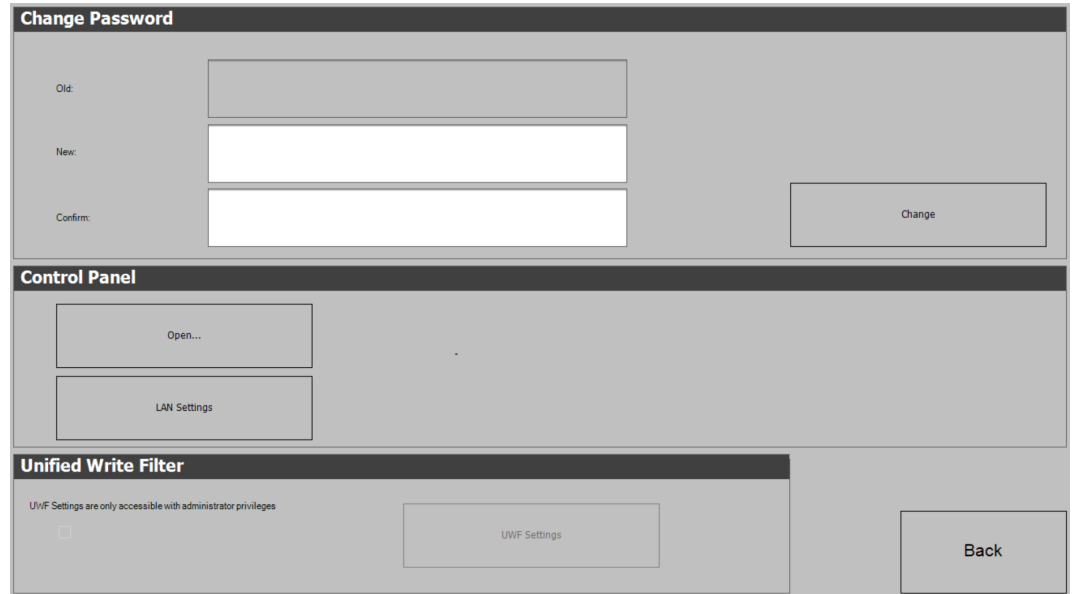 Change Password
Old:
New:
Confirm:
Change
Control Panel
Open...
LAN Settings
Unified Write Filter
UWF Settings are only accessible with administrator privileges
UWF Settings
Back